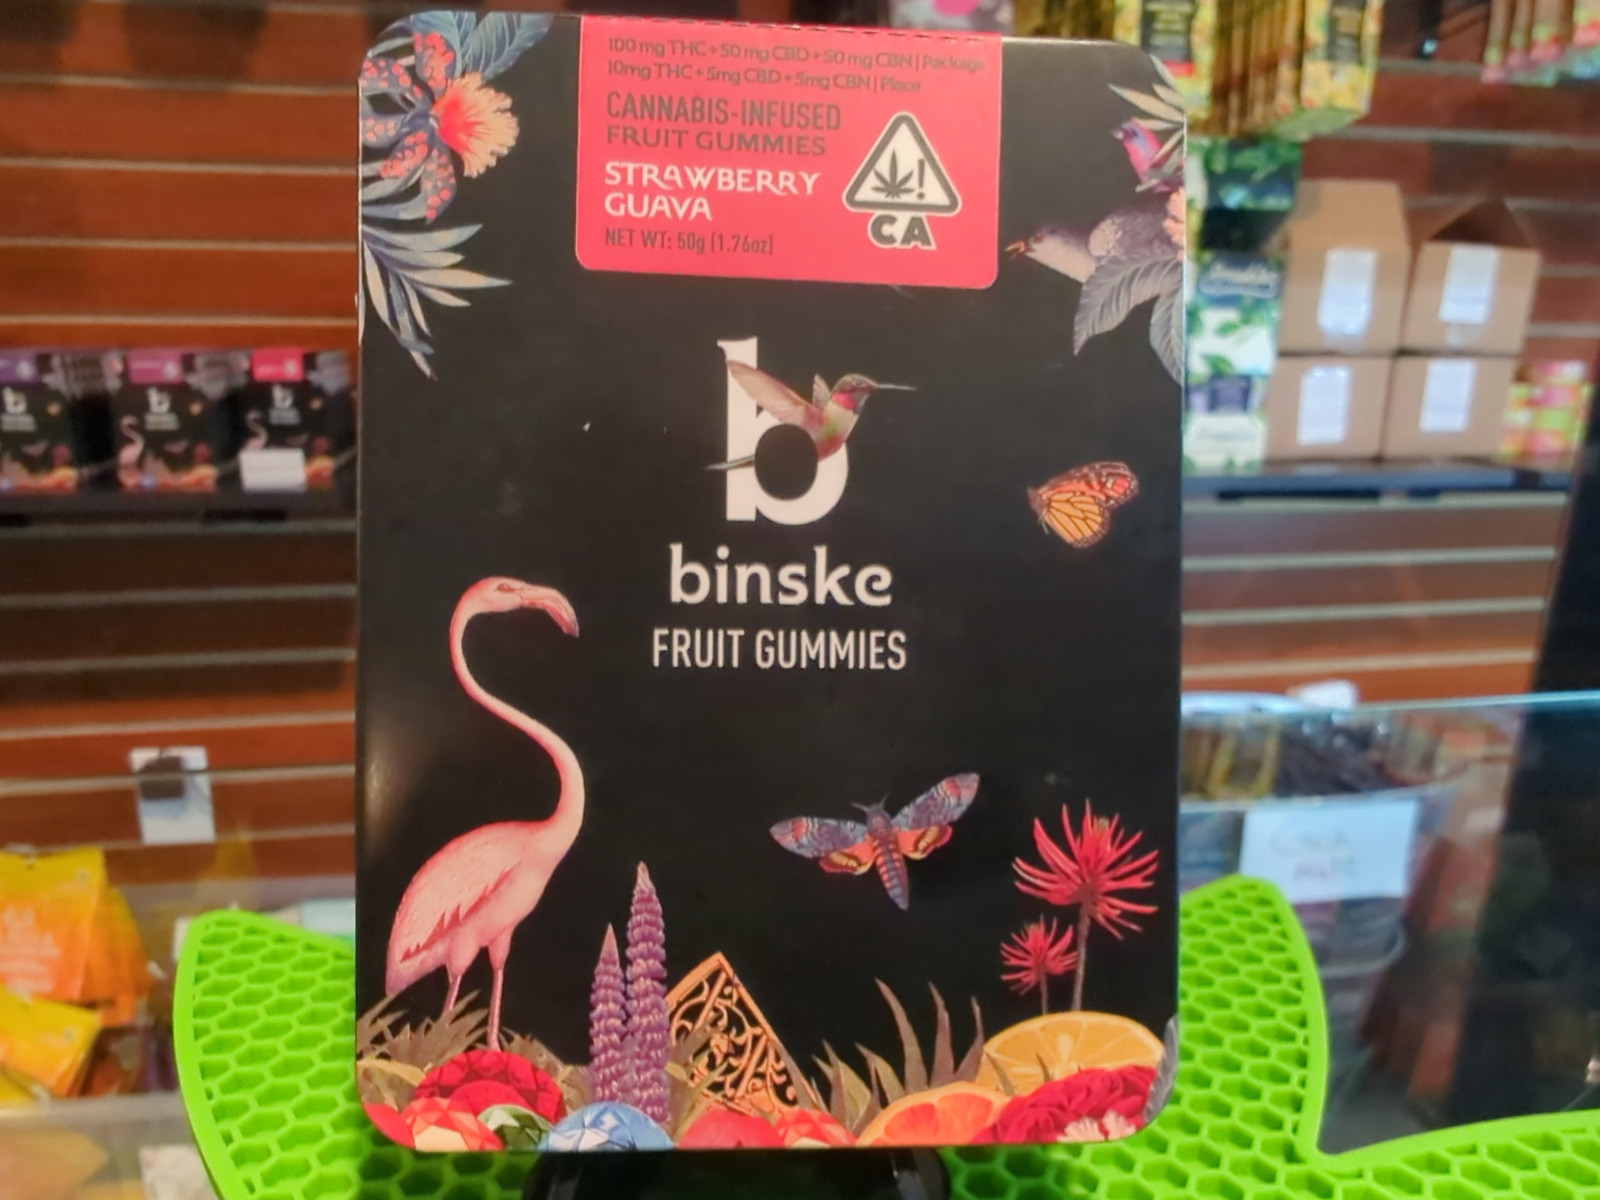 100 mg THC + 50 mg CBD + 50 mg CBN | Package
10mg THC + 5mg CBD + 5mg CBN | Piece
CANNABIS-INFUSED
FRUIT GUMMIES
STRAWBERRY
GUAVA
NET WT: 50g (1.76oz)
!
CA
b
binske
FRUIT GUMMIES
b
b
b